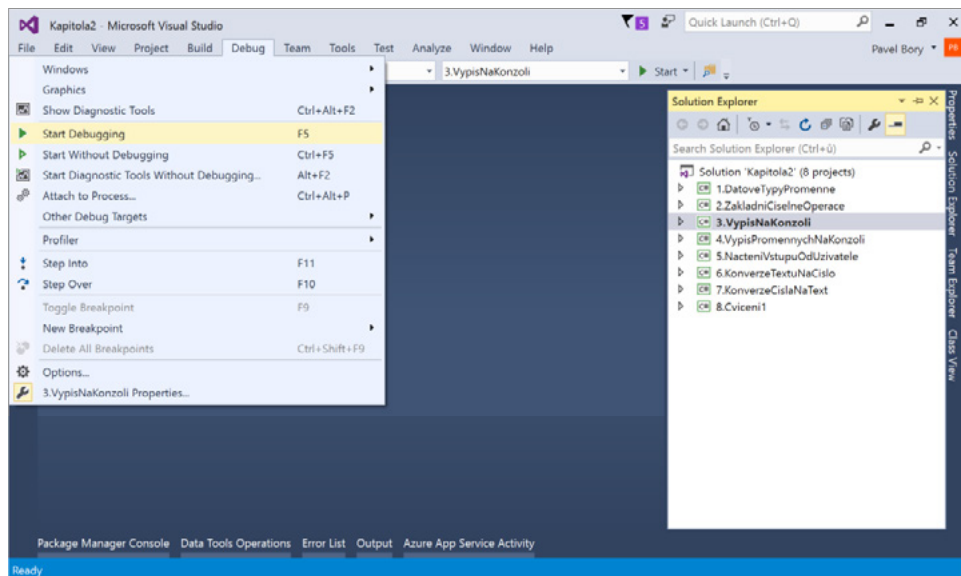 Kapitola2 - Microsoft Visual Studio
5
Quick Launch (Ctrl+Q)
File Edit View Project Build Debug Team Tools Test Analyze Window Help
Pavel Bory PB
3.VypisNaKonzoli
Start
Windows
Graphics
Show Diagnostic Tools Ctrl+Alt+F2
Start Debugging F5
Start Without Debugging Ctrl+F5
Start Diagnostic Tools Without Debugging... Alt+F2
Attach to Process... Ctrl+Alt+P
Other Debug Targets
Profiler
Step Into F11
Step Over F10
Toggle Breakpoint F9
New Breakpoint
Delete All Breakpoints Ctrl+Shift+F9
Options...
3.VypisNaKonzoli Properties...
Solution Explorer
Search Solution Explorer (Ctrl+ů)
Solution 'Kapitola2' (8 projects)
C# 1.DatoveTypyPromenne
C# 2.ZakladniCiselneOperace
C# 3.VypisNaKonzoli
C# 4.VypisPromennychNaKonzoli
C# 5.NacteniVstupuOdUzivatele
C# 6.KonverzeTextuNaCislo
C# 7.KonverzeCislaNaText
C# 8.Cviceni1
Properties
Solution Explorer
Team Explorer
Class View
Package Manager Console Data Tools Operations Error List Output Azure App Service Activity
Ready